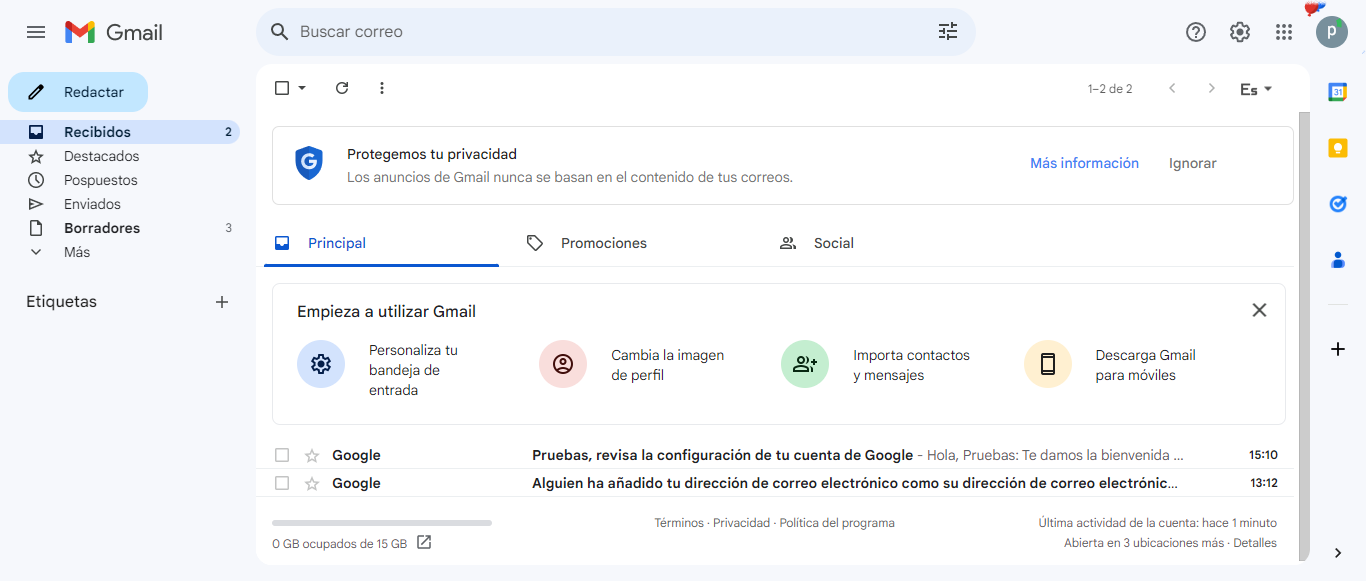 Gmail
Buscar correo
P
Redactar
1–2 de 2
Es
31
Recibidos 2
Destacados
Pospuestos
Enviados
Borradores 3
Más
Etiquetas
G
Protegemos tu privacidad
Los anuncios de Gmail nunca se basan en el contenido de tus correos.
Más información
Ignorar
Principal
Promociones
Social
Empieza a utilizar Gmail
Personaliza tu
bandeja de
entrada
Cambia la imagen
de perfil
Importa contactos
y mensajes
Descarga Gmail
para móviles
Google Pruebas, revisa la configuración de tu cuenta de Google - Hola, Pruebas: Te damos la bienvenida ... 15:10
Google Alguien ha añadido tu dirección de correo electrónico como su dirección de correo electrónic... 13:12
0 GB ocupados de 15 GB
Términos · Privacidad · Política del programa
Última actividad de la cuenta: hace 1 minuto
Abierta en 3 ubicaciones más · Detalles